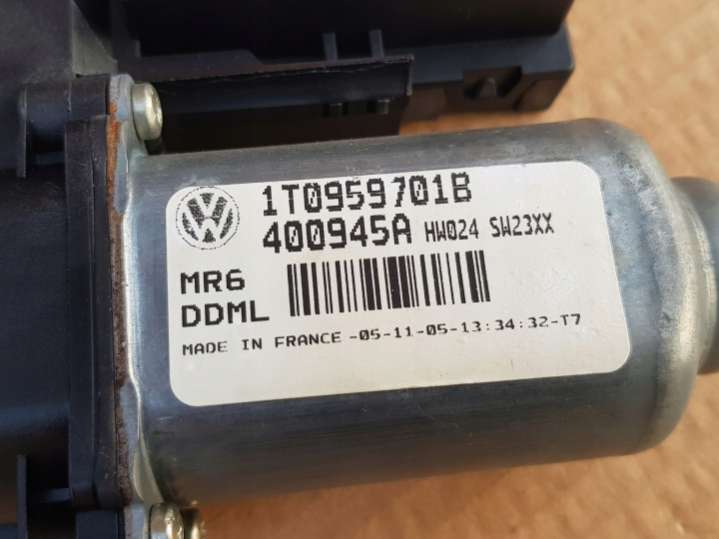 1T0959701B
400945A HW024 SW23XX
MR6
DDML
MADE IN FRANCE -05-11-05-13:34:32-T7